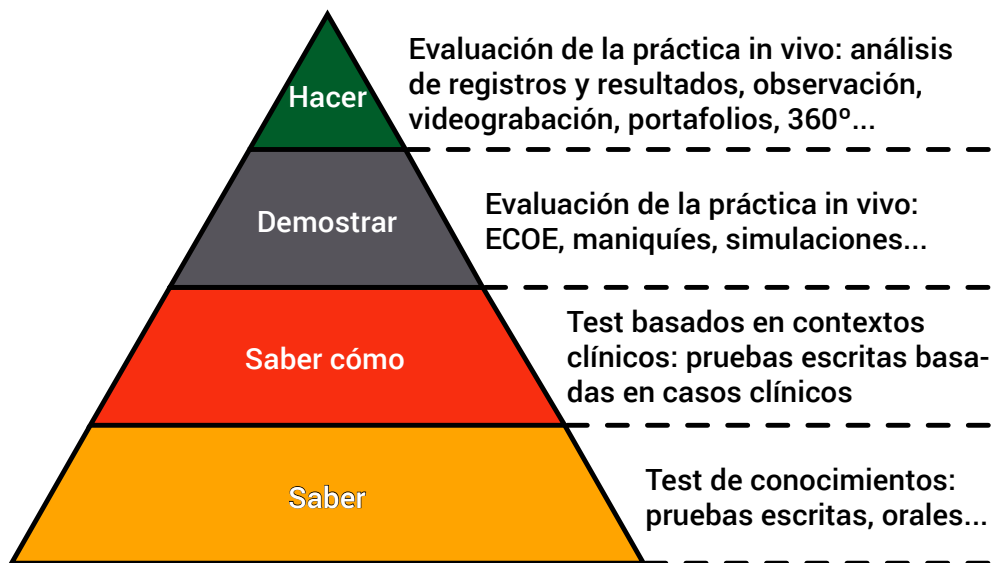 Hacer
Evaluación de la práctica in vivo: análisis
de registros y resultados, observación,
videograbación, portafolios, 360º...
Demostrar
Evaluación de la práctica in vivo:
ECOE, maniquíes, simulaciones...
Saber cómo
Test basados en contextos
clínicos: pruebas escritas basa-
das en casos clínicos
Saber
Test de conocimientos:
pruebas escritas, orales...